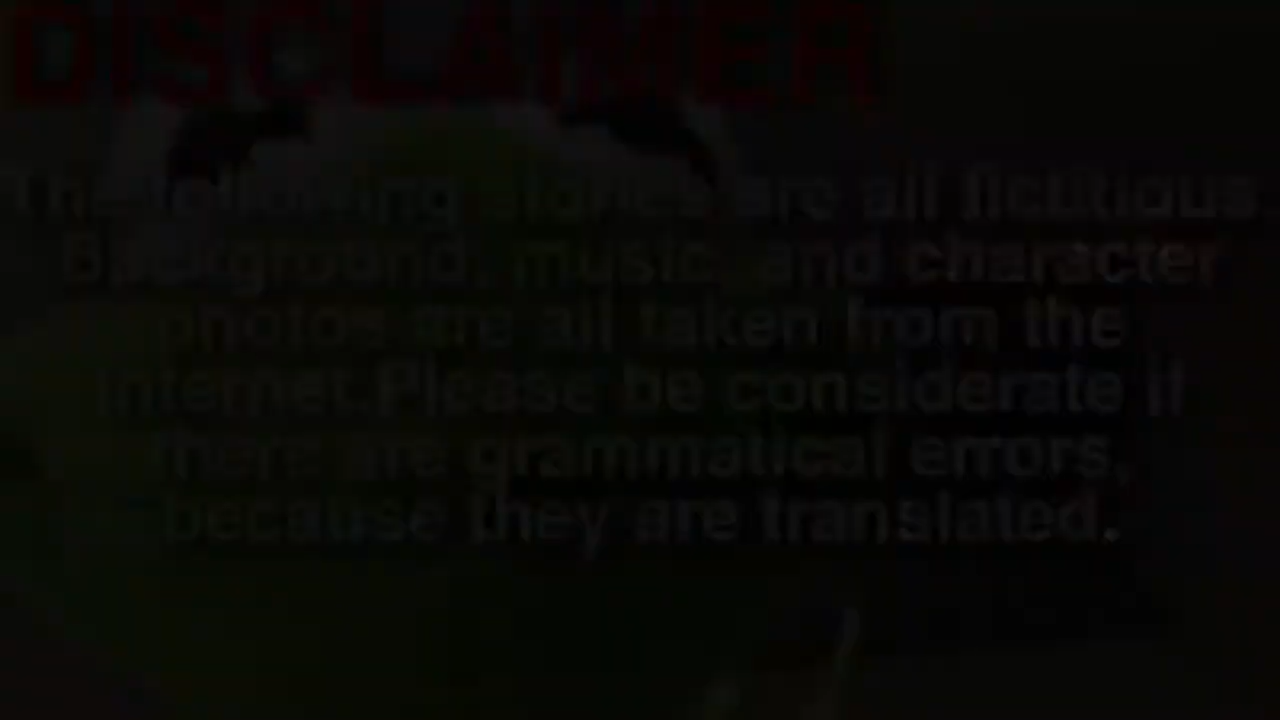 DISCLAIMER
The following stories are all fictitious
Background, music, and character
photos are all taken from the
internet.Please be considerate if
there are grammatical errors,
because they are translated.